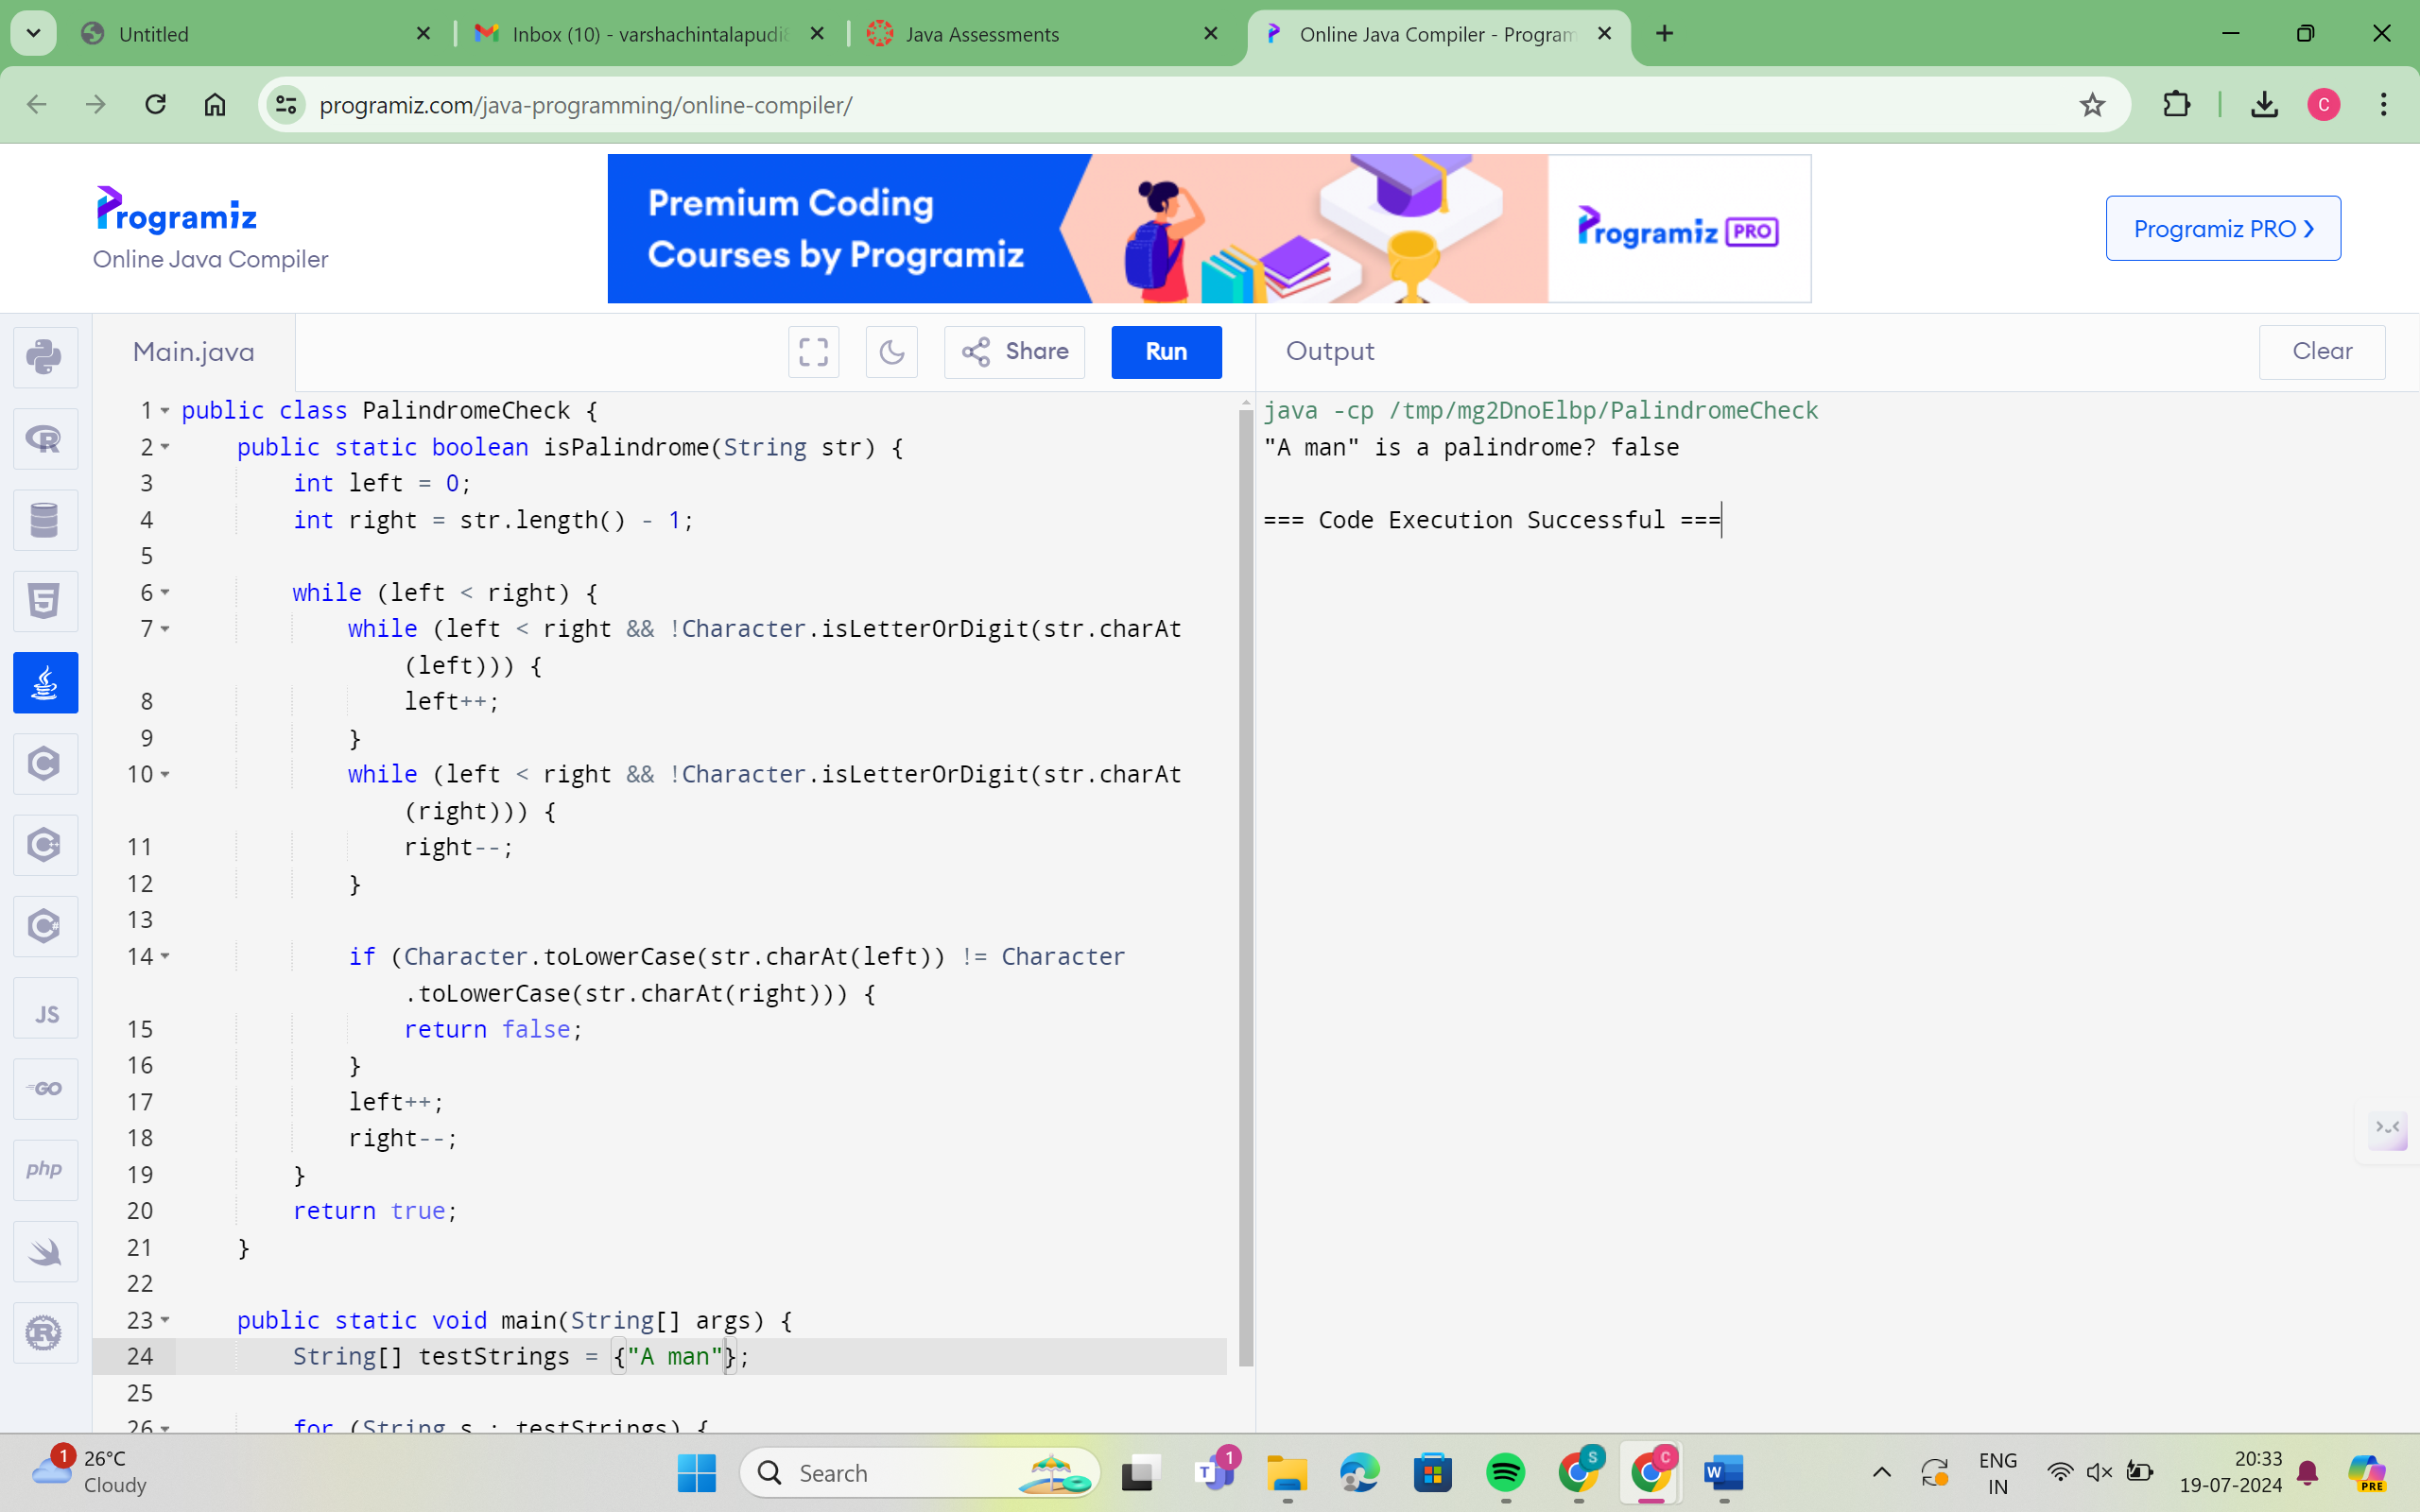 Untitled
Inbox (10) - varshachintalapudi
Java Assessments
Online Java Compiler - Program
programiz.com/java-programming/online-compiler/
C
Programiz
Online Java Compiler
Premium Coding
Courses by Programiz
Programiz PRO
Programiz PRO ❯
Main.java
Share
Run
Output
Clear
1 public class PalindromeCheck {
2     public static boolean isPalindrome(String str) {
3         int left = 0;
4         int right = str.length() - 1;
5
6         while (left < right) {
7             while (left < right && !Character.isLetterOrDigit(str.charAt
(left))) {
8                 left++;
9             }
10             while (left < right && !Character.isLetterOrDigit(str.charAt
(right))) {
11                 right--;
12             }
13
14             if (Character.toLowerCase(str.charAt(left)) != Character
.toLowerCase(str.charAt(right))) {
15                 return false;
16             }
17             left++;
18             right--;
19         }
20         return true;
21     }
22
23     public static void main(String[] args) {
24         String[] testStrings = {"A man"};
25
26         for (String s : testStrings) {
java -cp /tmp/mg2DnoElbp/PalindromeCheck
"A man" is a palindrome? false
=== Code Execution Successful ===
JS
GO
php
1
26°C
Cloudy
Search
T
1
S
C
W
ENG
IN
20:33
19-07-2024
PRE